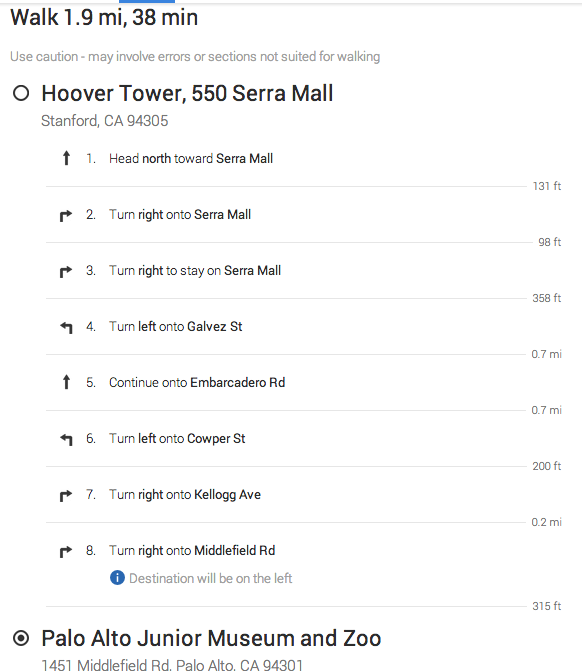 Walk 1.9 mi, 38 min
Use caution - may involve errors or sections not suited for walking
Hoover Tower, 550 Serra Mall
Stanford, CA 94305
1. Head north toward Serra Mall
131 ft
2. Turn right onto Serra Mall
98 ft
3. Turn right to stay on Serra Mall
358 ft
4. Turn left onto Galvez St
0.7 mi
5. Continue onto Embarcadero Rd
0.7 mi
6. Turn left onto Cowper St
200 ft
7. Turn right onto Kellogg Ave
0.2 mi
8. Turn right onto Middlefield Rd
Destination will be on the left
315 ft
Palo Alto Junior Museum and Zoo
1451 Middlefield Rd, Palo Alto, CA 94301